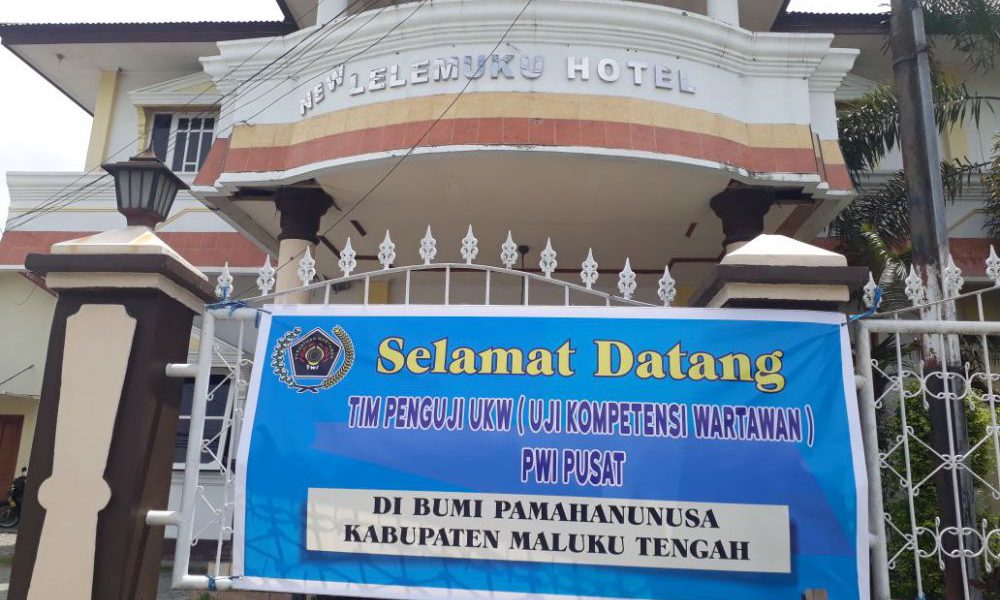 NEW LELEMUKU HOTEL
PWI
Selamat Datang
TIM PENGUJI UKW ( UJI KOMPETENSI WARTAWAN )
PWI PUSAT
DI BUMI PAMAHANUNUSA
KABUPATEN MALUKU TENGAH